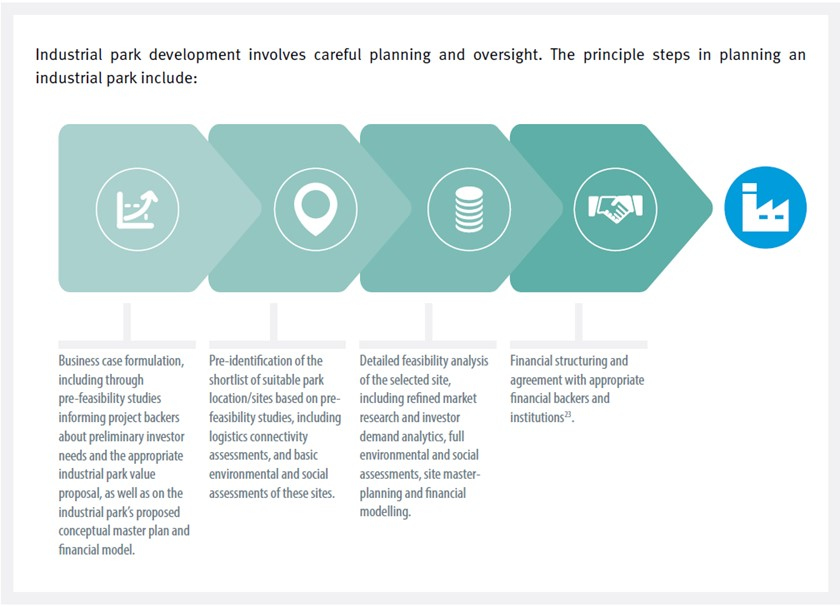 Industrial park development involves careful planning and oversight. The principle steps in planning an
industrial park include:
Business case formulation,
including through
pre-feasibility studies
informing project backers
about preliminary investor
needs and the appropriate
industrial park value
proposal, as well as on the
industrial park's proposed
conceptual master plan and
financial model.
Pre-identification of the
shortlist of suitable park
location/sites based on pre-
feasibility studies, including
logistics connectivity
assessments, and basic
environmental and social
assessments of these sites.
Detailed feasibility analysis
of the selected site,
including refined market
research and investor
demand analytics, full
environmental and social
assessments, site master-
planning and financial
modelling.
Financial structuring and
agreement with appropriate
financial backers and
institutions²³.